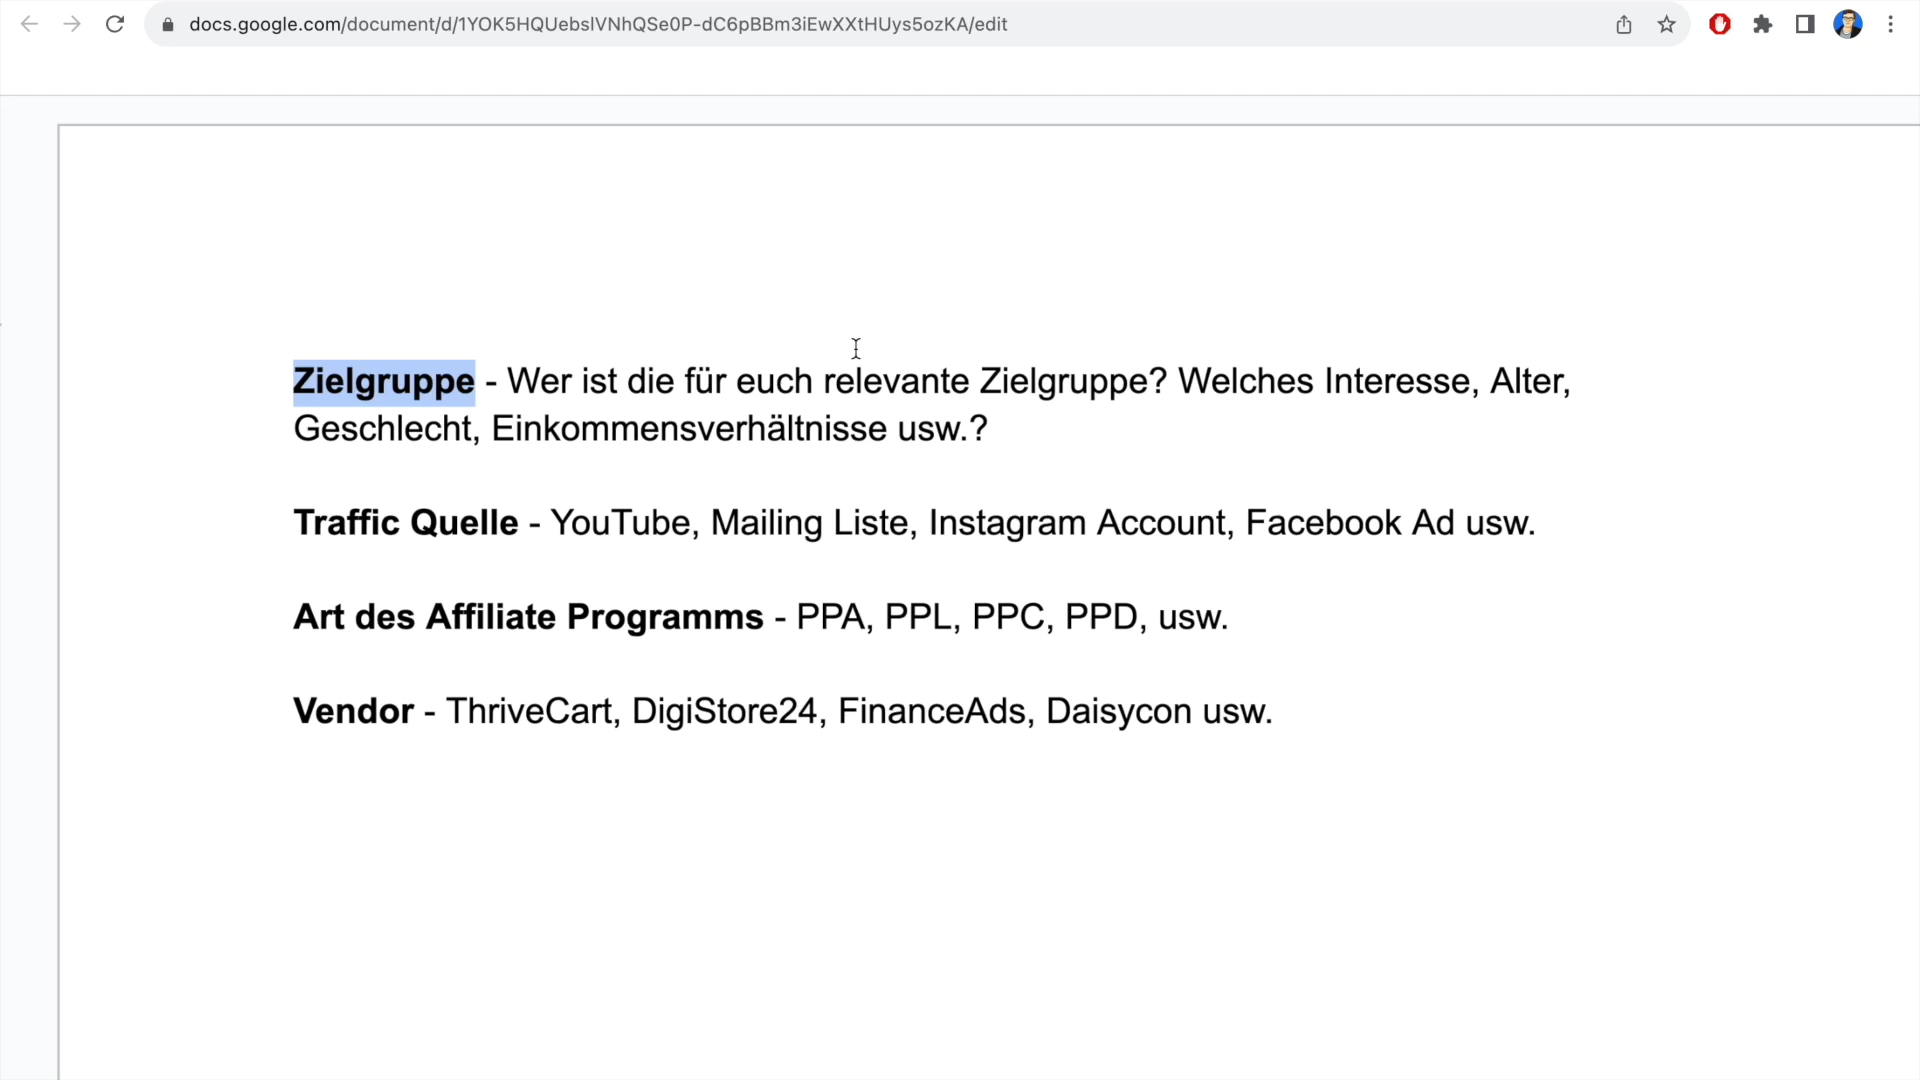 docs.google.com/document/d/1YOK5HQUebslVNhQSe0P-dC6pBBm3iEwXXtHUys5ozKA/edit
Zielgruppe - Wer ist die für euch relevante Zielgruppe? Welches Interesse, Alter,
Geschlecht, Einkommensverhältnisse usw.?
Traffic Quelle - YouTube, Mailing Liste, Instagram Account, Facebook Ad usw.
Art des Affiliate Programms - PPA, PPL, PPC, PPD, usw.
Vendor - ThriveCart, DigiStore24, FinanceAds, Daisycon usw.